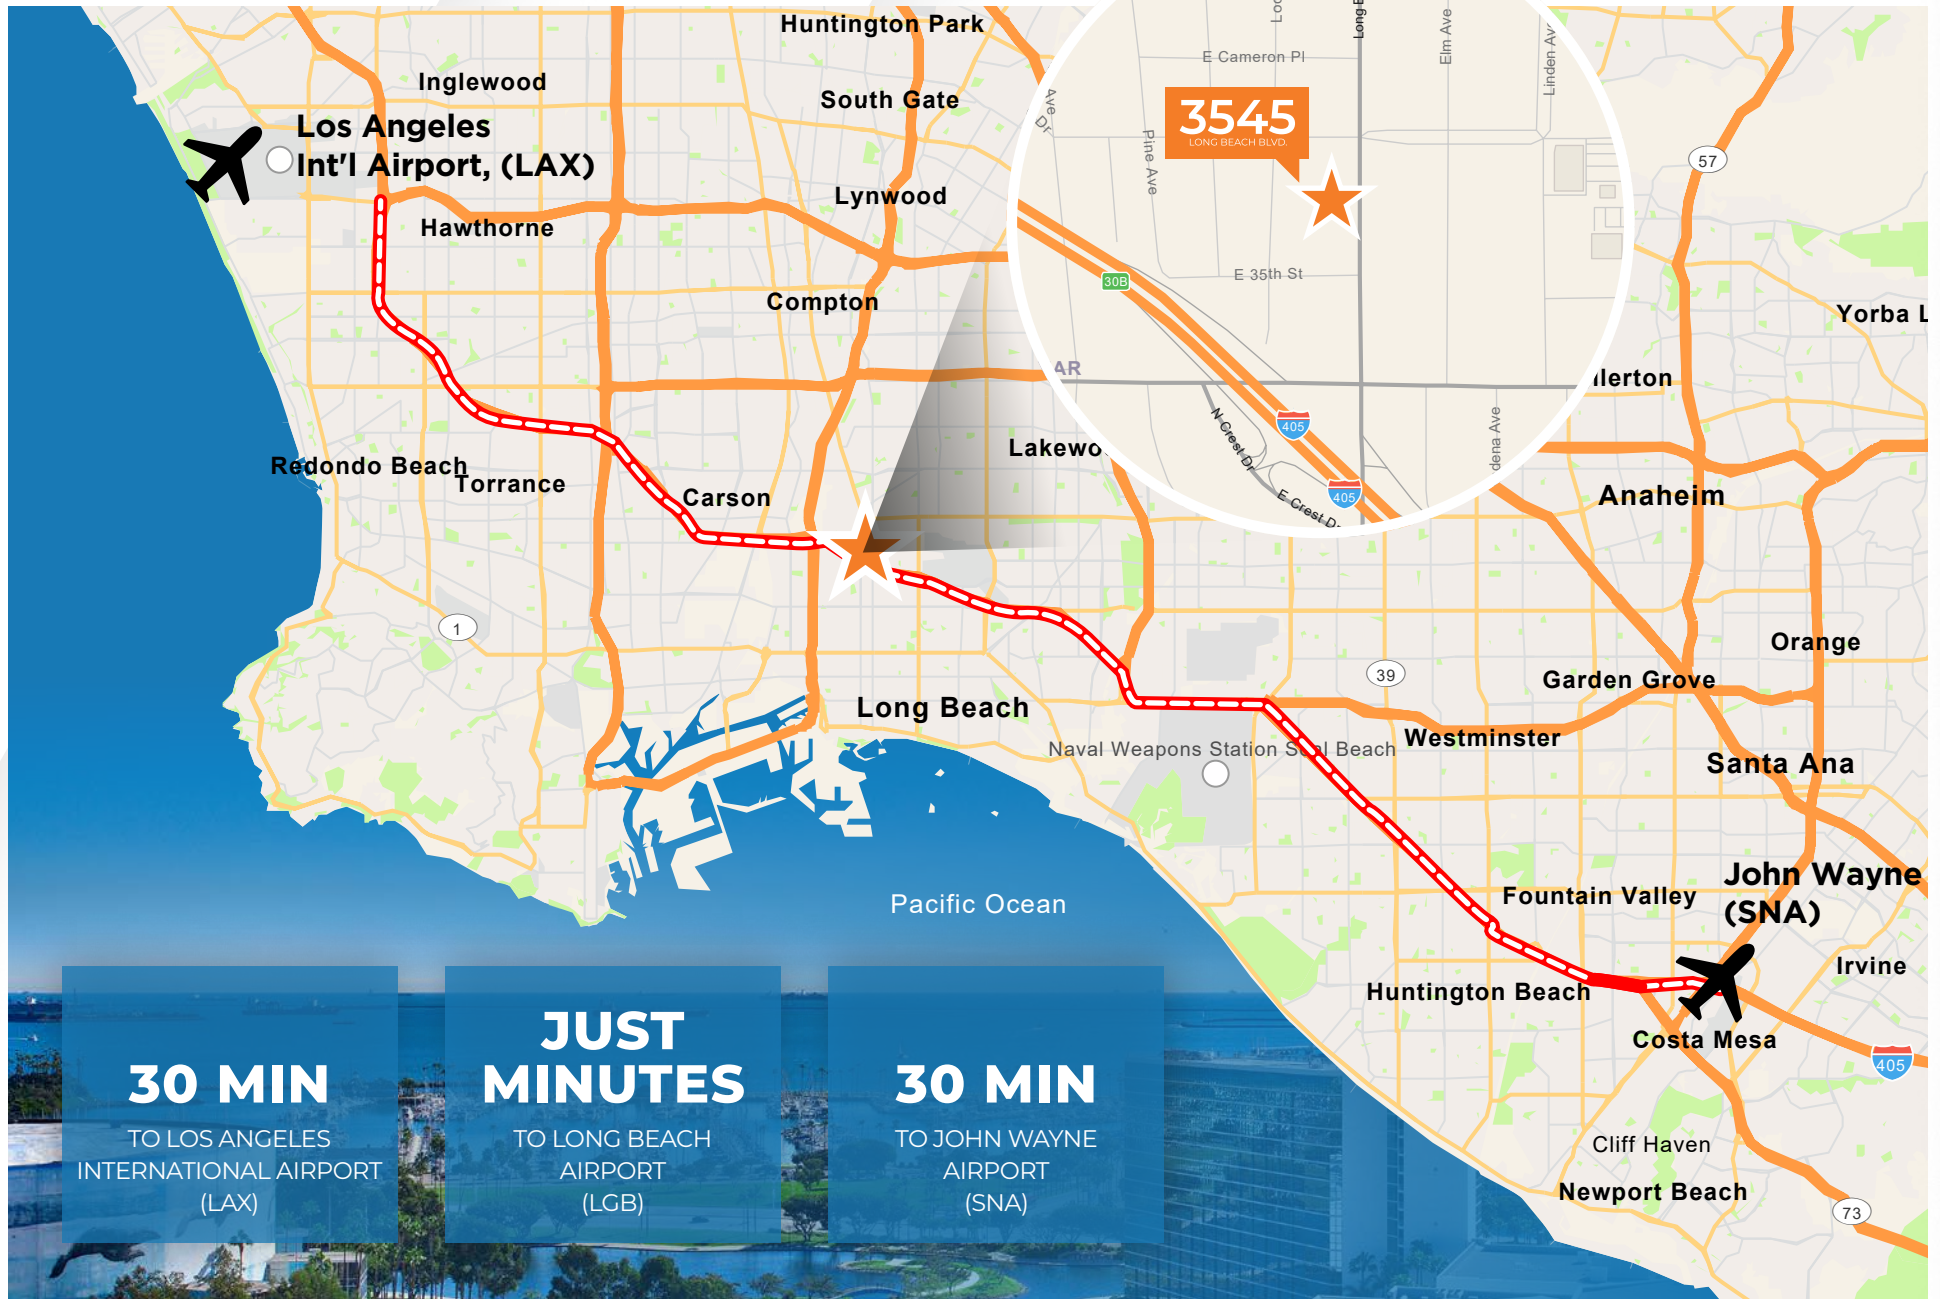 Huntington Park
Inglewood
South Gate
Los Angeles
Int'l Airport, (LAX)
Lynwood
Hawthorne
Compton
Redondo Beach
Torrance
Carson
Lakewo
1
Long Beach
Naval Weapons Station Seal Beach
Pacific Ocean
E Cameron Pl
Elm Ave
Linden Av
Ave
Dr
Pine Ave
3545
LONG BEACH BLVD.
E 35th St
30B
AR
405
405
N Crest Dr
E Crest D
dena Ave
57
Yorba L
llerton
Anaheim
Orange
39
Garden Grove
Westminster
Santa Ana
John Wayne
(SNA)
Fountain Valley
Irvine
Huntington Beach
Costa Mesa
405
Cliff Haven
Newport Beach
73
30 MIN
TO LOS ANGELES
INTERNATIONAL AIRPORT
(LAX)
JUST
MINUTES
TO LONG BEACH
AIRPORT
(LGB)
30 MIN
TO JOHN WAYNE
AIRPORT
(SNA)